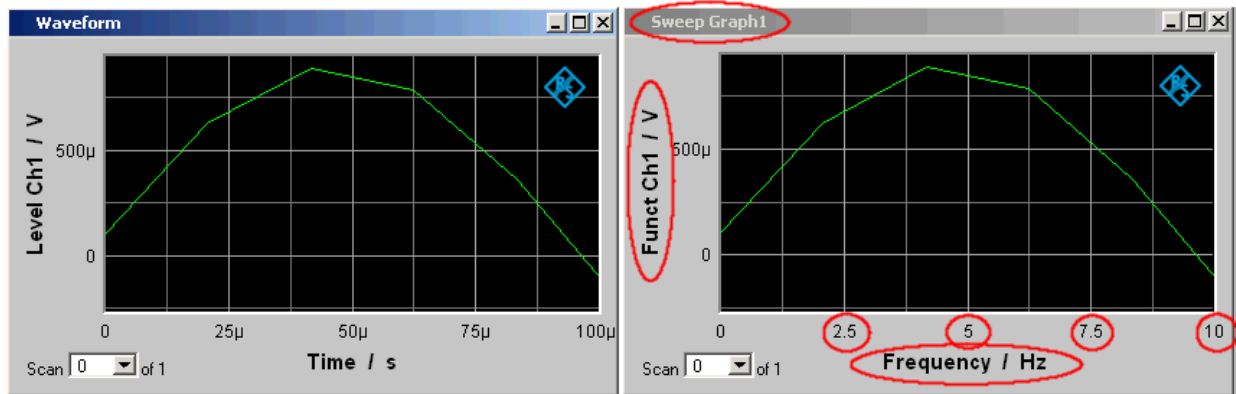 Waveform
Level Ch1 / V
500µ
0
0 25µ 50µ 75µ 100µ
Time / s
Scan 0 of 1
Sweep Graph1
Funct Ch1 / V
500µ
0
0 2.5 5 7.5 10
Frequency / Hz
Scan 0 of 1